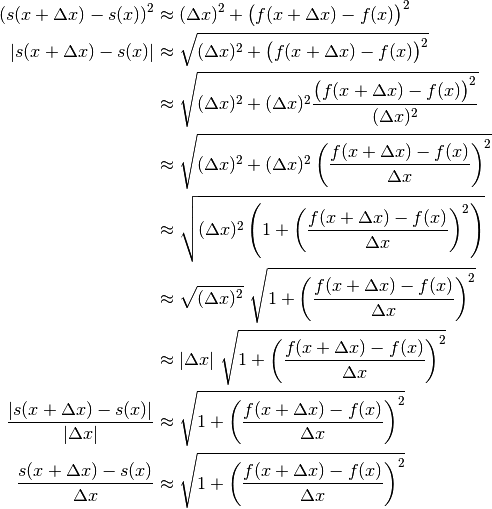 (s(x + Δx) − s(x))² ≈ (Δx)² + (f(x + Δx) − f(x))²
|s(x + Δx) − s(x)| ≈ √((Δx)² + (f(x + Δx) − f(x))²)
≈ √((Δx)² + (Δx)² (f(x + Δx) − f(x))²/(Δx)²)
≈ √((Δx)² + (Δx)² ((f(x + Δx) − f(x))/Δx)²)
≈ √((Δx)² (1 + ((f(x + Δx) − f(x))/Δx)²))
≈ √((Δx)²) √(1 + ((f(x + Δx) − f(x))/Δx)²)
≈ |Δx| √(1 + ((f(x + Δx) − f(x))/Δx)²)
|s(x + Δx) − s(x)|/|Δx| ≈ √(1 + ((f(x + Δx) − f(x))/Δx)²)
(s(x + Δx) − s(x))/Δx ≈ √(1 + ((f(x + Δx) − f(x))/Δx)²)